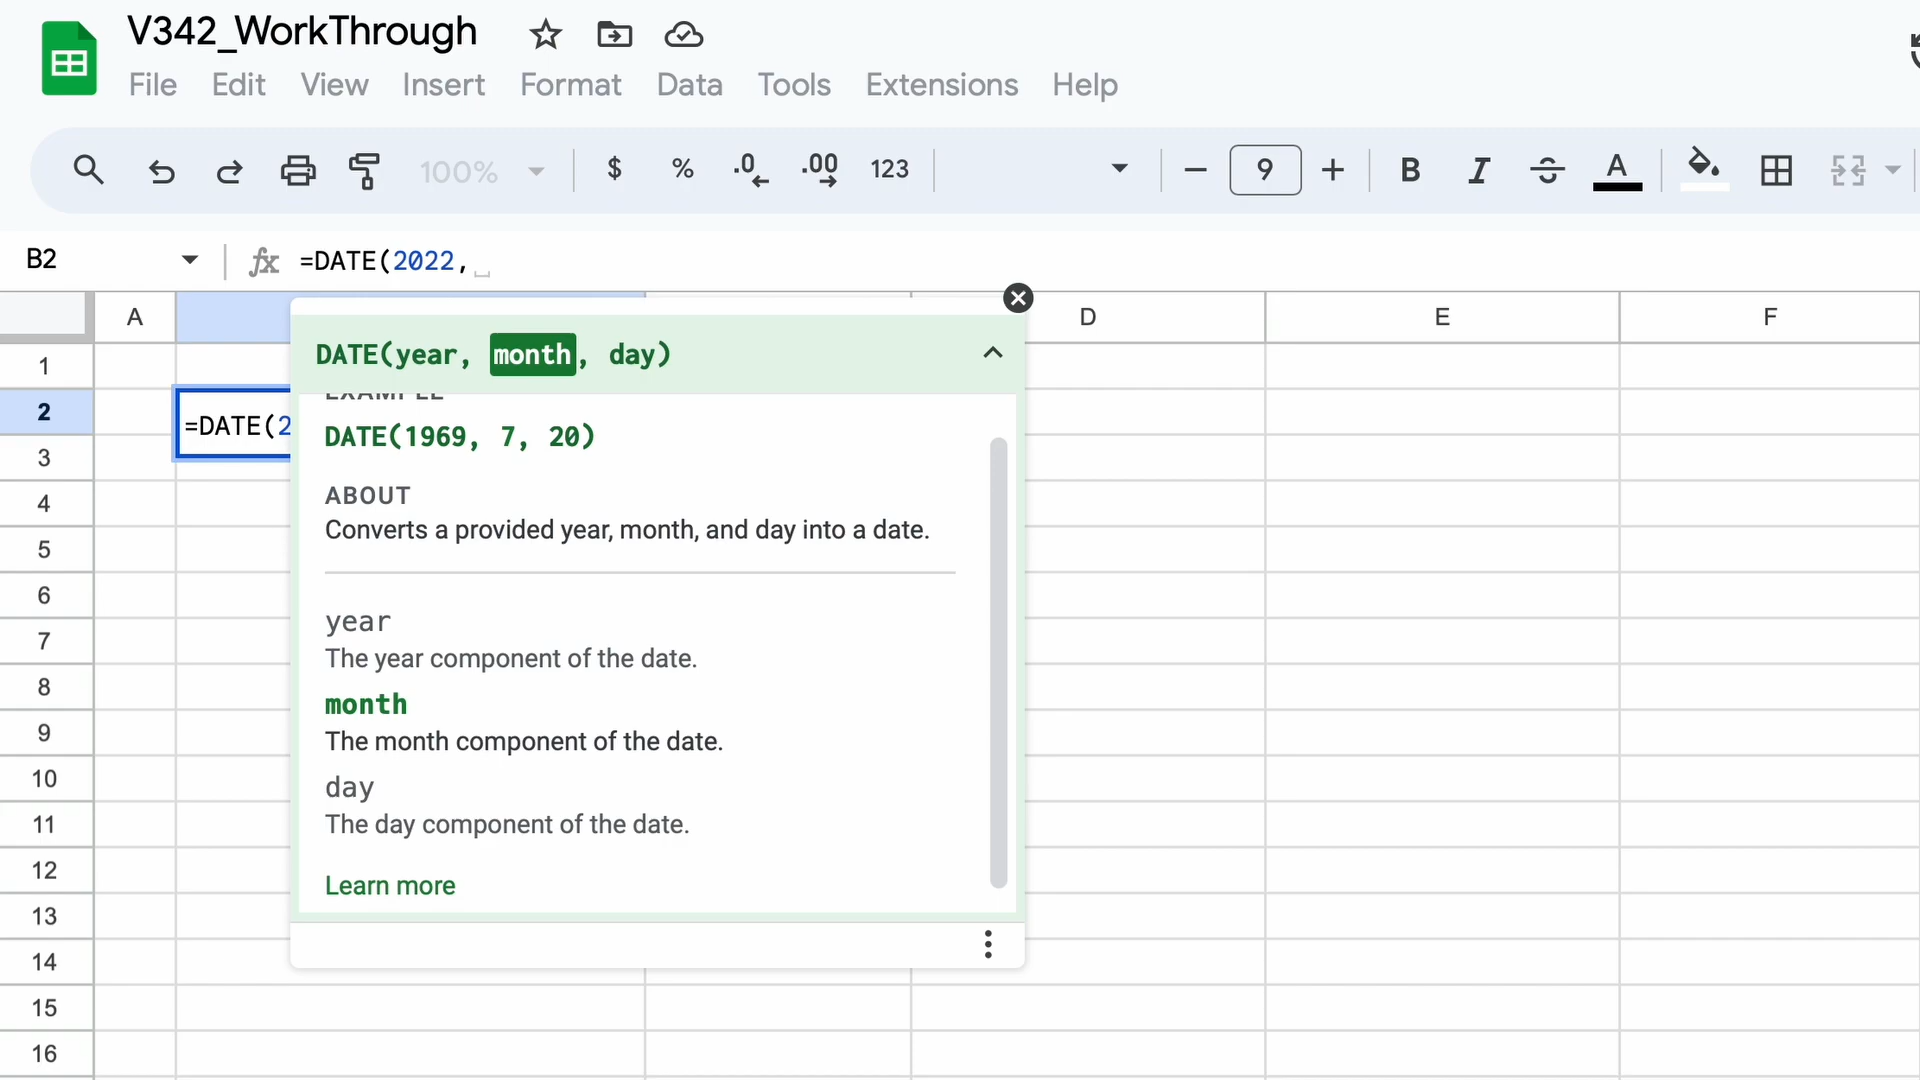 V342_WorkThrough
File Edit View Insert Format Data Tools Extensions Help
100% $ % .0 .00 123 9 B I S A
B2 fx =DATE(2022,
A D E F
DATE(year, month, day)
EXAMPLE
DATE(1969, 7, 20)
ABOUT
Converts a provided year, month, and day into a date.
year
The year component of the date.
month
The month component of the date.
day
The day component of the date.
Learn more
1
2 =DATE(2
3
4
5
6
7
8
9
10
11
12
13
14
15
16